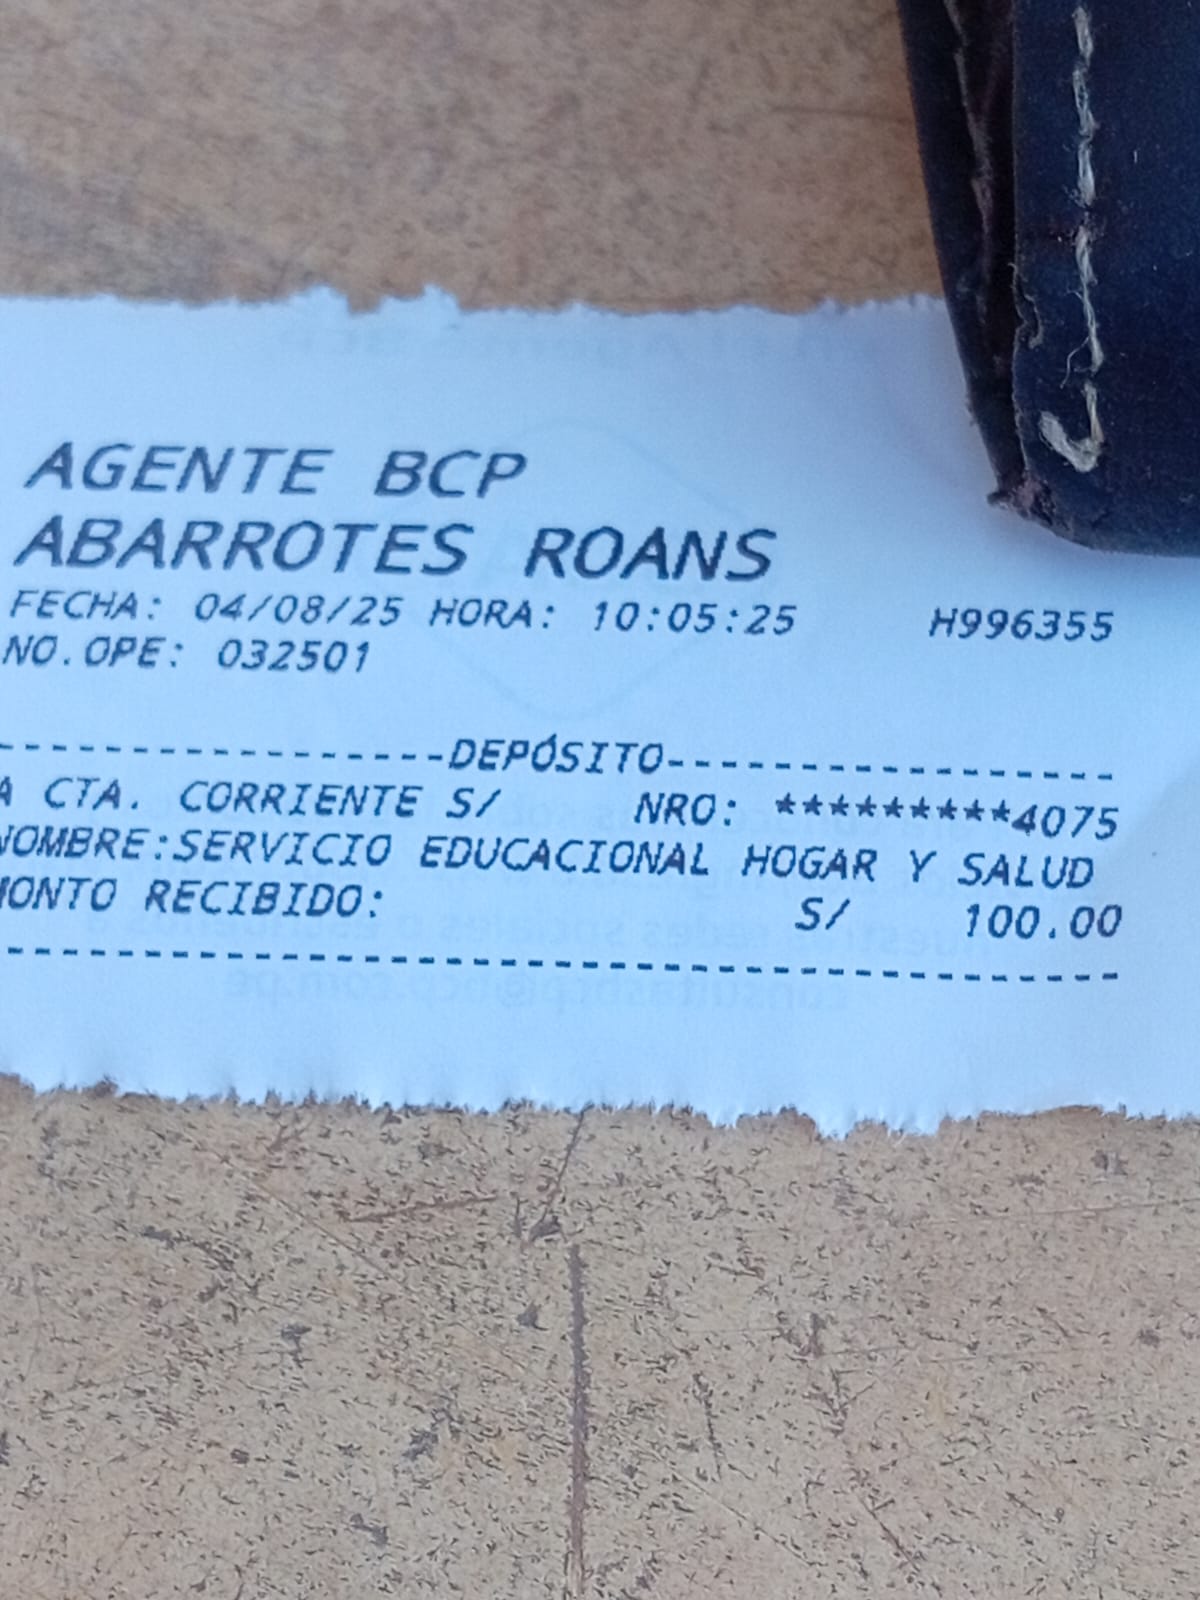 AGENTE BCP
ABARROTES ROANS
FECHA: 04/08/25 HORA: 10:05:25 H996355
NO.OPE: 032501
-----------------DEPÓSITO-----------------
A CTA. CORRIENTE S/ NRO: *********4075
NOMBRE:SERVICIO EDUCACIONAL HOGAR Y SALUD
MONTO RECIBIDO: S/ 100.00
------------------------------------------